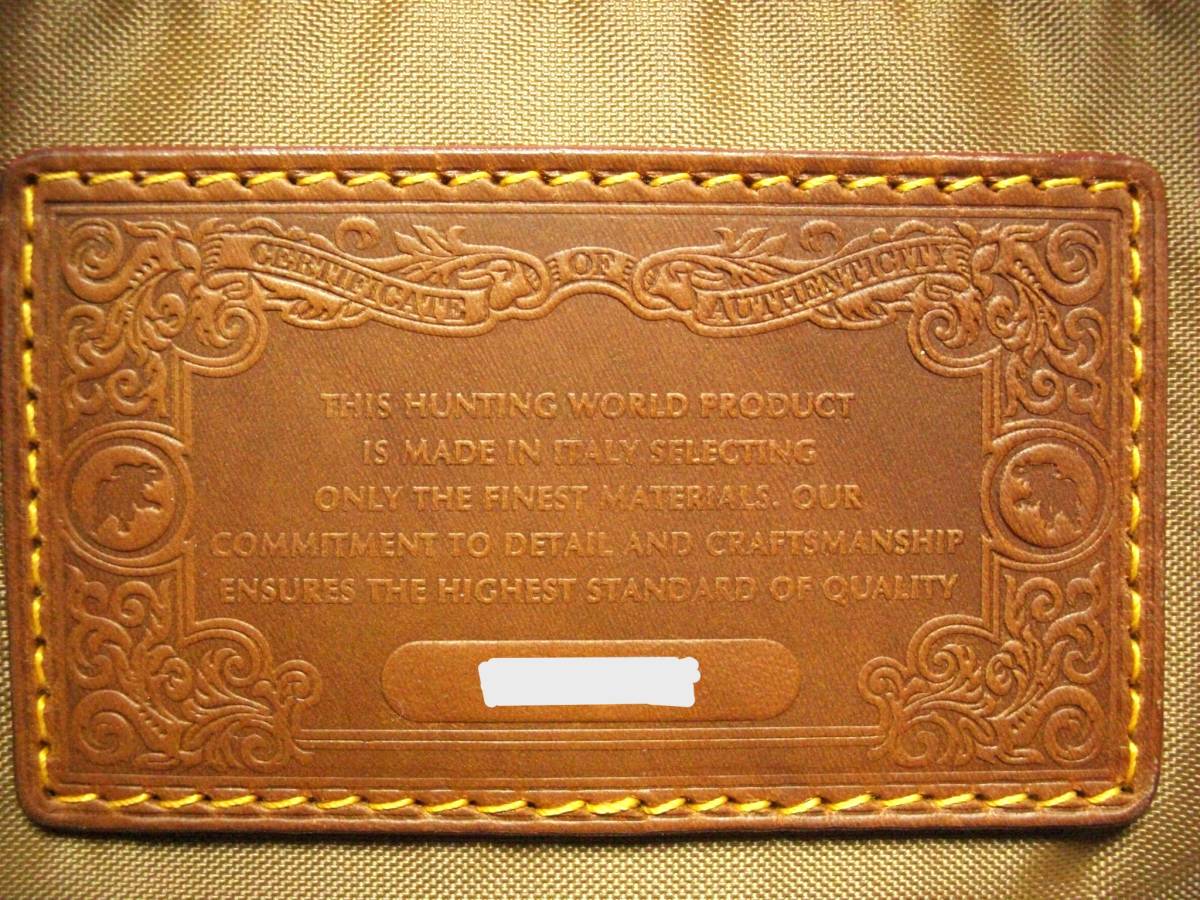 CERTIFICATE OF AUTHENTICITY
THIS HUNTING WORLD PRODUCT
IS MADE IN ITALY SELECTING
ONLY THE FINEST MATERIALS. OUR
COMMITMENT TO DETAIL AND CRAFTSMANSHIP
ENSURES THE HIGHEST STANDARD OF QUALITY